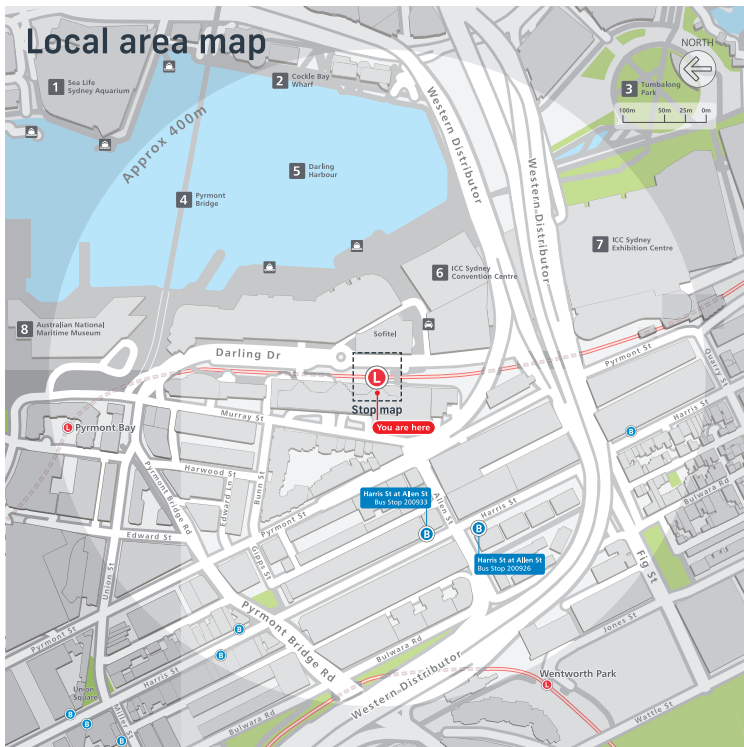 Local area map
NORTH
1 Sea Life
Sydney Aquarium
2 Cockle Bay
Wharf
3 Tumbalong
Park
100m 50m 25m 0m
Approx 400m
Western Distributor
Western Distributor
4 Pyrmont
Bridge
5 Darling
Harbour
6 ICC Sydney
Convention Centre
7 ICC Sydney
Exhibition Centre
8 Australian National
Maritime Museum
Sofitel
Darling Dr
L
Stop map
You are here
Pyrmont St
Quarry St
Harris St
Bulwara Rd
B
L Pyrmont Bay
Murray St
Harwood St
Edward Ln
Bunn St
Pyrmont Bridge Rd
Pyrmont St
Edward St
Gipps St
Union St
Harris St at Allen St
Bus Stop 200933
B
Allen St
Harris St
B
Harris St at Allen St
Bus Stop 200926
Fig St
Jones St
Pyrmont Bridge Rd
Bulwara Rd
Western Distributor
Wentworth Park
L
Wattle St
Pyrmont St
Harris St
B
B
Union
Square
Miller St
Bulwara Rd
B
B
B